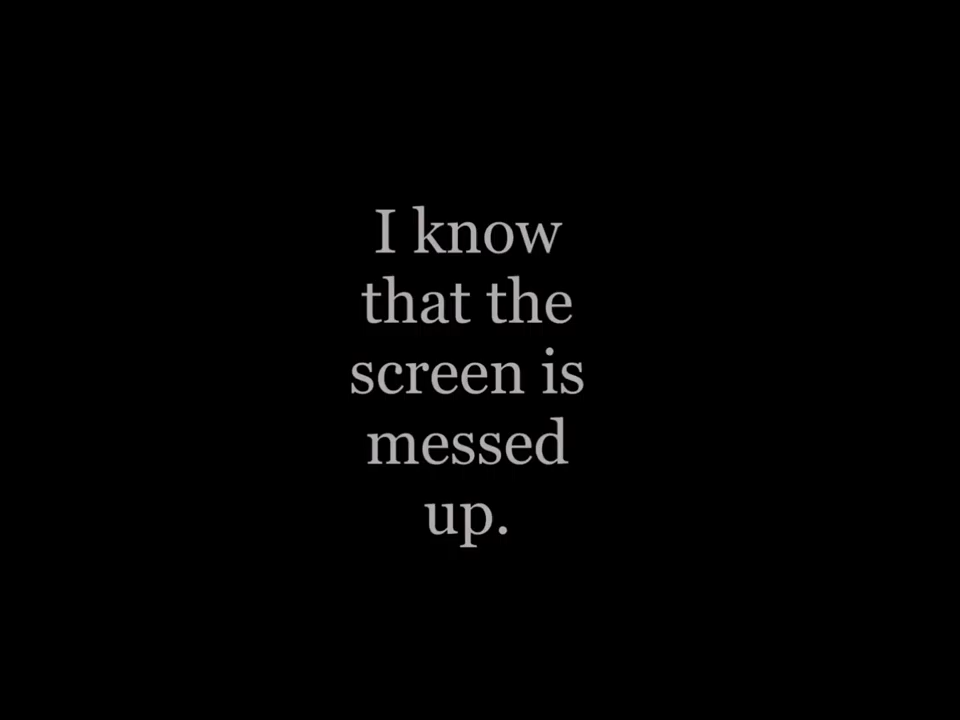 I know
that the
screen is
messed
up.